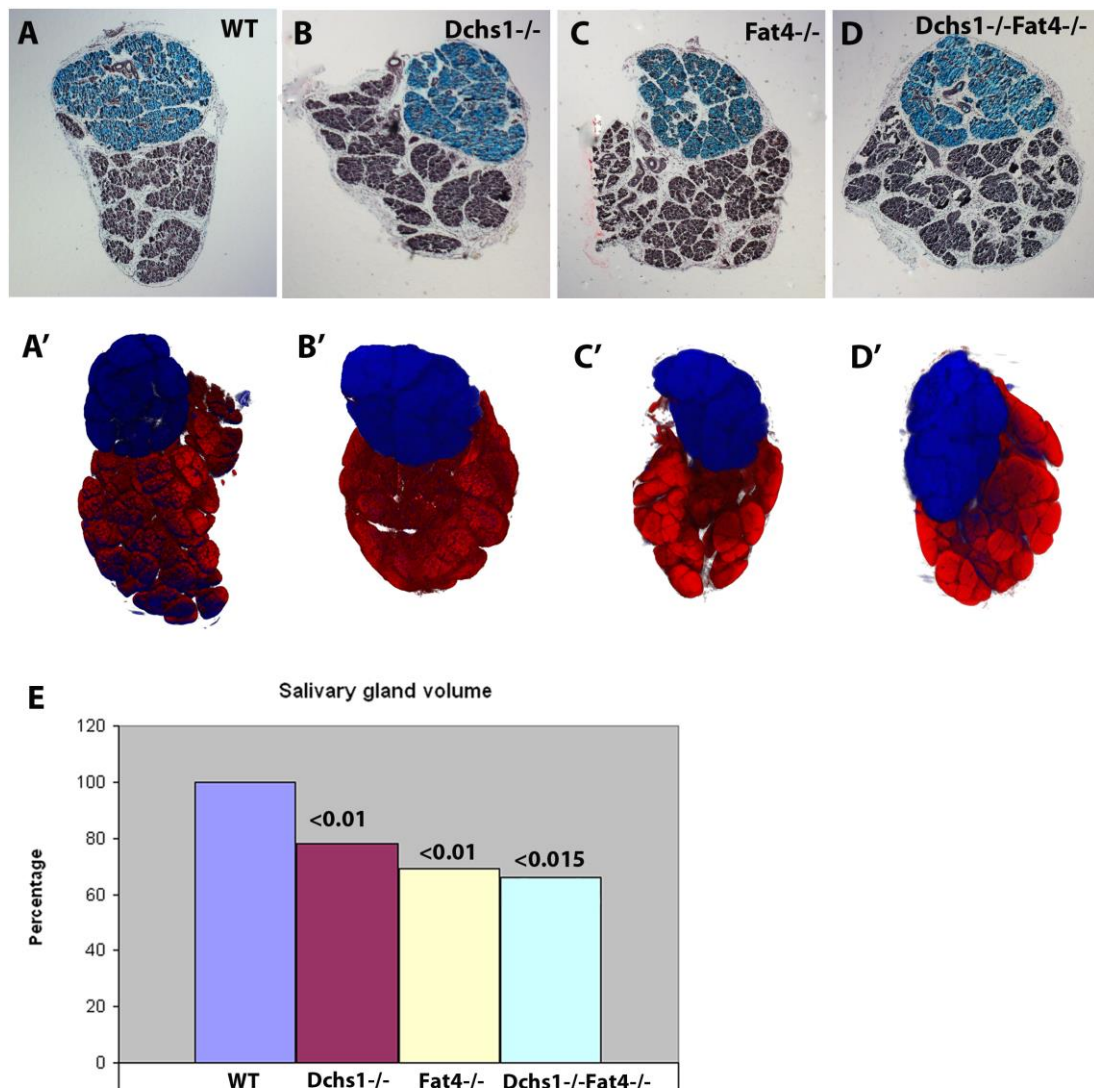 A WT
B Dchs1-/-
C Fat4-/-
D Dchs1-/-Fat4-/-
A' B' C' D'
E Salivary gland volume
Percentage
120
100
80
60
40
20
0
<0.01
<0.01
<0.015
WT Dchs1-/- Fat4-/- Dchs1-/-Fat4-/-